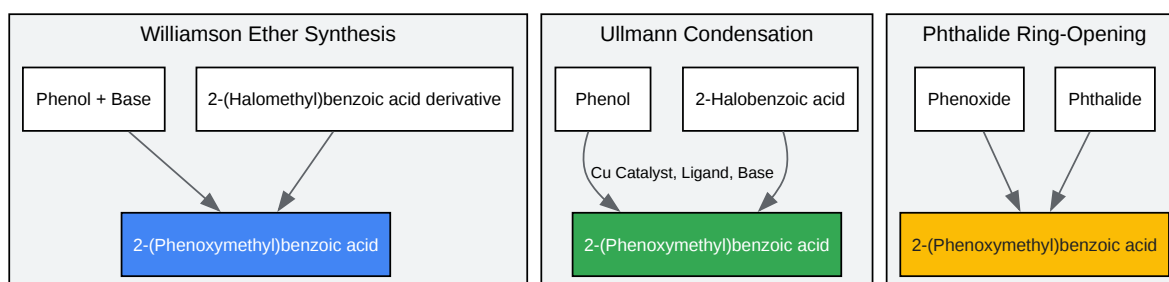 Williamson Ether Synthesis
Phenol + Base
2-(Halomethyl)benzoic acid derivative
2-(Phenoxymethyl)benzoic acid
Ullmann Condensation
Phenol
2-Halobenzoic acid
Cu Catalyst, Ligand, Base
2-(Phenoxymethyl)benzoic acid
Phthalide Ring-Opening
Phenoxide
Phthalide
2-(Phenoxymethyl)benzoic acid